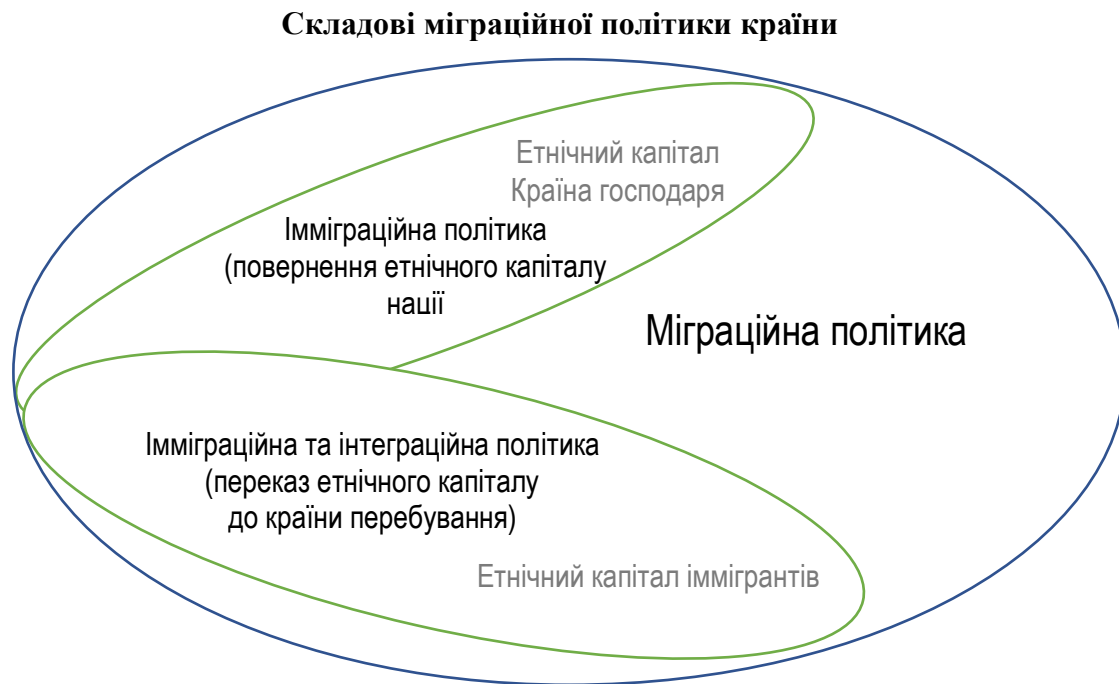 Складові міграційної політики країни
Етнічний капітал
Країна господаря
Імміграційна політика
(повернення етнічного капіталу
нації
Міграційна політика
Імміграційна та інтеграційна політика
(переказ етнічного капіталу
до країни перебування)
Етнічний капітал іммігрантів